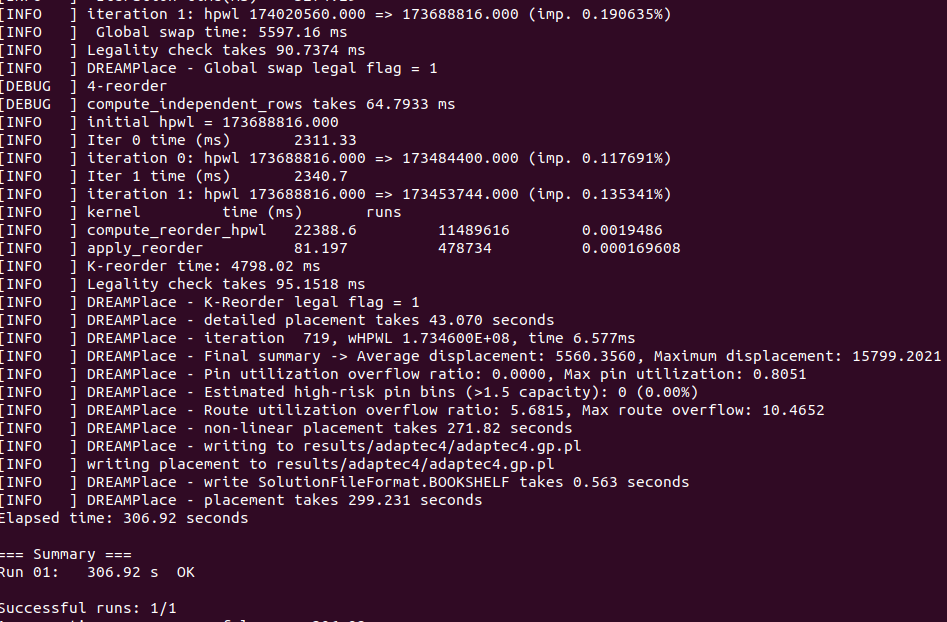 [INFO   ] iteration 1: hpwl 174020560.000 => 173688816.000 (imp. 0.190635%)
[INFO   ]  Global swap time: 5597.16 ms
[INFO   ] Legality check takes 90.7374 ms
[INFO   ] DREAMPlace - Global swap legal flag = 1
[DEBUG  ] 4-reorder
[DEBUG  ] compute_independent_rows takes 64.7933 ms
[INFO   ] initial hpwl = 173688816.000
[INFO   ] Iter 0 time (ms)       2311.33
[INFO   ] iteration 0: hpwl 173688816.000 => 173484400.000 (imp. 0.117691%)
[INFO   ] Iter 1 time (ms)       2340.7
[INFO   ] iteration 1: hpwl 173688816.000 => 173453744.000 (imp. 0.135341%)
[INFO   ] kernel         time (ms)       runs
[INFO   ] compute_reorder_hpwl   22388.6         11489616        0.0019486
[INFO   ] apply_reorder          81.197          478734          0.000169608
[INFO   ] K-reorder time: 4798.02 ms
[INFO   ] Legality check takes 95.1518 ms
[INFO   ] DREAMPlace - K-Reorder legal flag = 1
[INFO   ] DREAMPlace - detailed placement takes 43.070 seconds
[INFO   ] DREAMPlace - iteration  719, wHPWL 1.734600E+08, time 6.577ms
[INFO   ] DREAMPlace - Final summary -> Average displacement: 5560.3560, Maximum displacement: 15799.2021
[INFO   ] DREAMPlace - Pin utilization overflow ratio: 0.0000, Max pin utilization: 0.8051
[INFO   ] DREAMPlace - Estimated high-risk pin bins (>1.5 capacity): 0 (0.00%)
[INFO   ] DREAMPlace - Route utilization overflow ratio: 5.6815, Max route overflow: 10.4652
[INFO   ] DREAMPlace - non-linear placement takes 271.82 seconds
[INFO   ] DREAMPlace - writing to results/adaptec4/adaptec4.gp.pl
[INFO   ] writing placement to results/adaptec4/adaptec4.gp.pl
[INFO   ] DREAMPlace - write SolutionFileFormat.BOOKSHELF takes 0.563 seconds
[INFO   ] DREAMPlace - placement takes 299.231 seconds
Elapsed time: 306.92 seconds
=== Summary ===
Run 01:   306.92 s  OK
Successful runs: 1/1